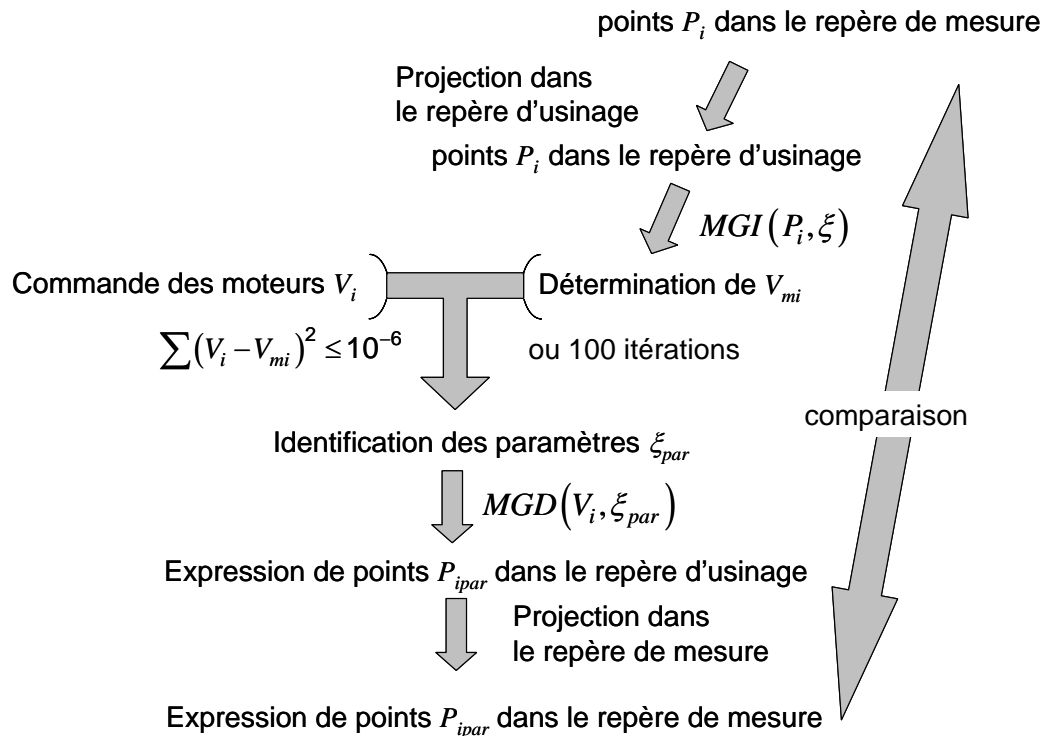 points P_i dans le repère de mesure
Projection dans
le repère d'usinage
points P_i dans le repère d'usinage
MGI(P_i,ξ)
Commande des moteurs V_i
Détermination de V_mi
∑(V_i−V_mi)^2 ≤10^−6
ou 100 itérations
comparaison
Identification des paramètres ξ_par
MGD(V_i,ξ_par)
Expression de points P_ipar dans le repère d'usinage
Projection dans
le repère de mesure
Expression de points P_ipar dans le repère de mesure